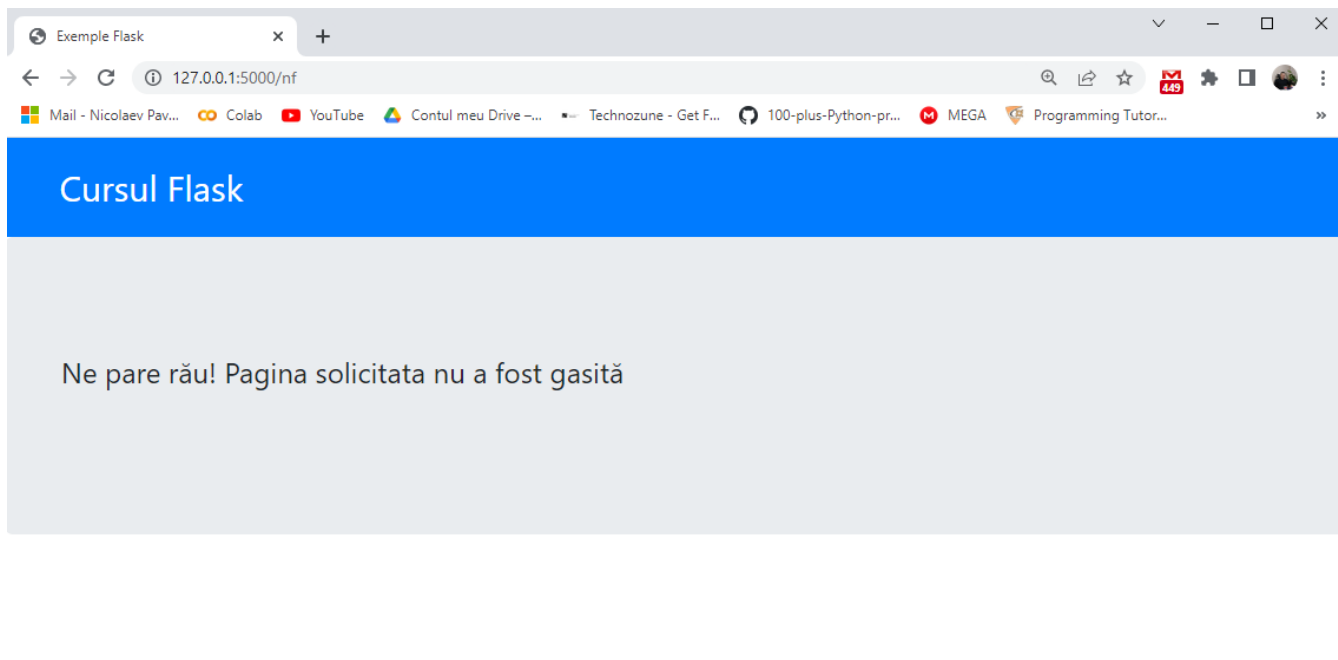 Exemple Flask
127.0.0.1:5000/nf
449
Mail - Nicolaev Pav... Colab YouTube Contul meu Drive –... Technozune - Get F... 100-plus-Python-pr... MEGA Programming Tutor... »
Cursul Flask
Ne pare rău! Pagina solicitata nu a fost gasită